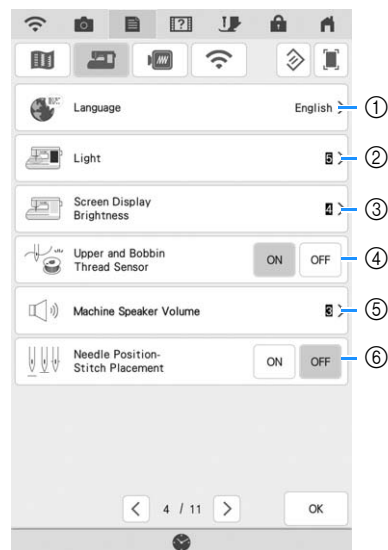 Language
English
①
Light
5
②
Screen Display
Brightness
4
③
Upper and Bobbin
Thread Sensor
ON
OFF
④
Machine Speaker Volume
3
⑤
Needle Position-
Stitch Placement
ON
OFF
⑥
4 / 11
OK